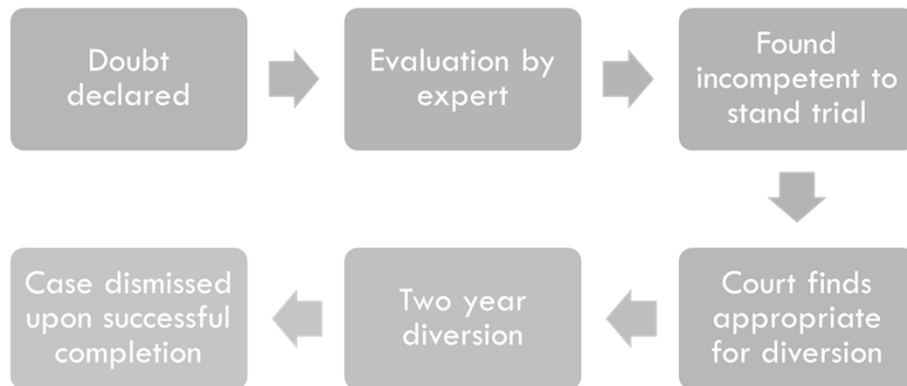 Doubt
declared
Evaluation by
expert
Found
incompetent to
stand trial
Court finds
appropriate
for diversion
Two year
diversion
Case dismissed
upon successful
completion